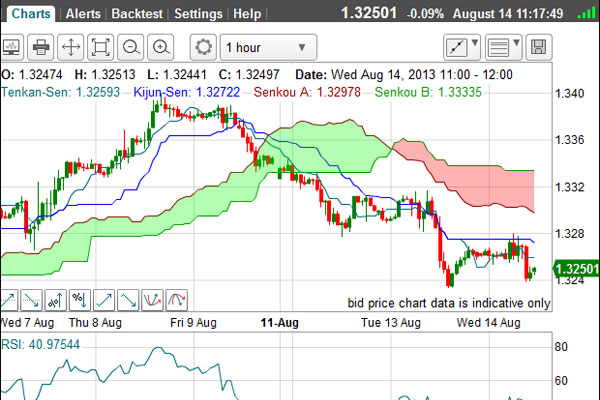 Charts Alerts Backtest Settings Help 1.32501 -0.09% August 14 11:17:49
1 hour
O: 1.32474 H: 1.32513 L: 1.32441 C: 1.32497 Date: Wed Aug 14, 2013 11:00 - 12:00
Tenkan-Sen: 1.32593 Kijun-Sen: 1.32722 Senkou A: 1.32978 Senkou B: 1.33335
1.340
1.336
1.332
1.328
1.32501
1.324
%
bid price chart data is indicative only
Wed 7 Aug Thu 8 Aug Fri 9 Aug 11-Aug Tue 13 Aug Wed 14 Aug
RSI: 40.97544
80
60